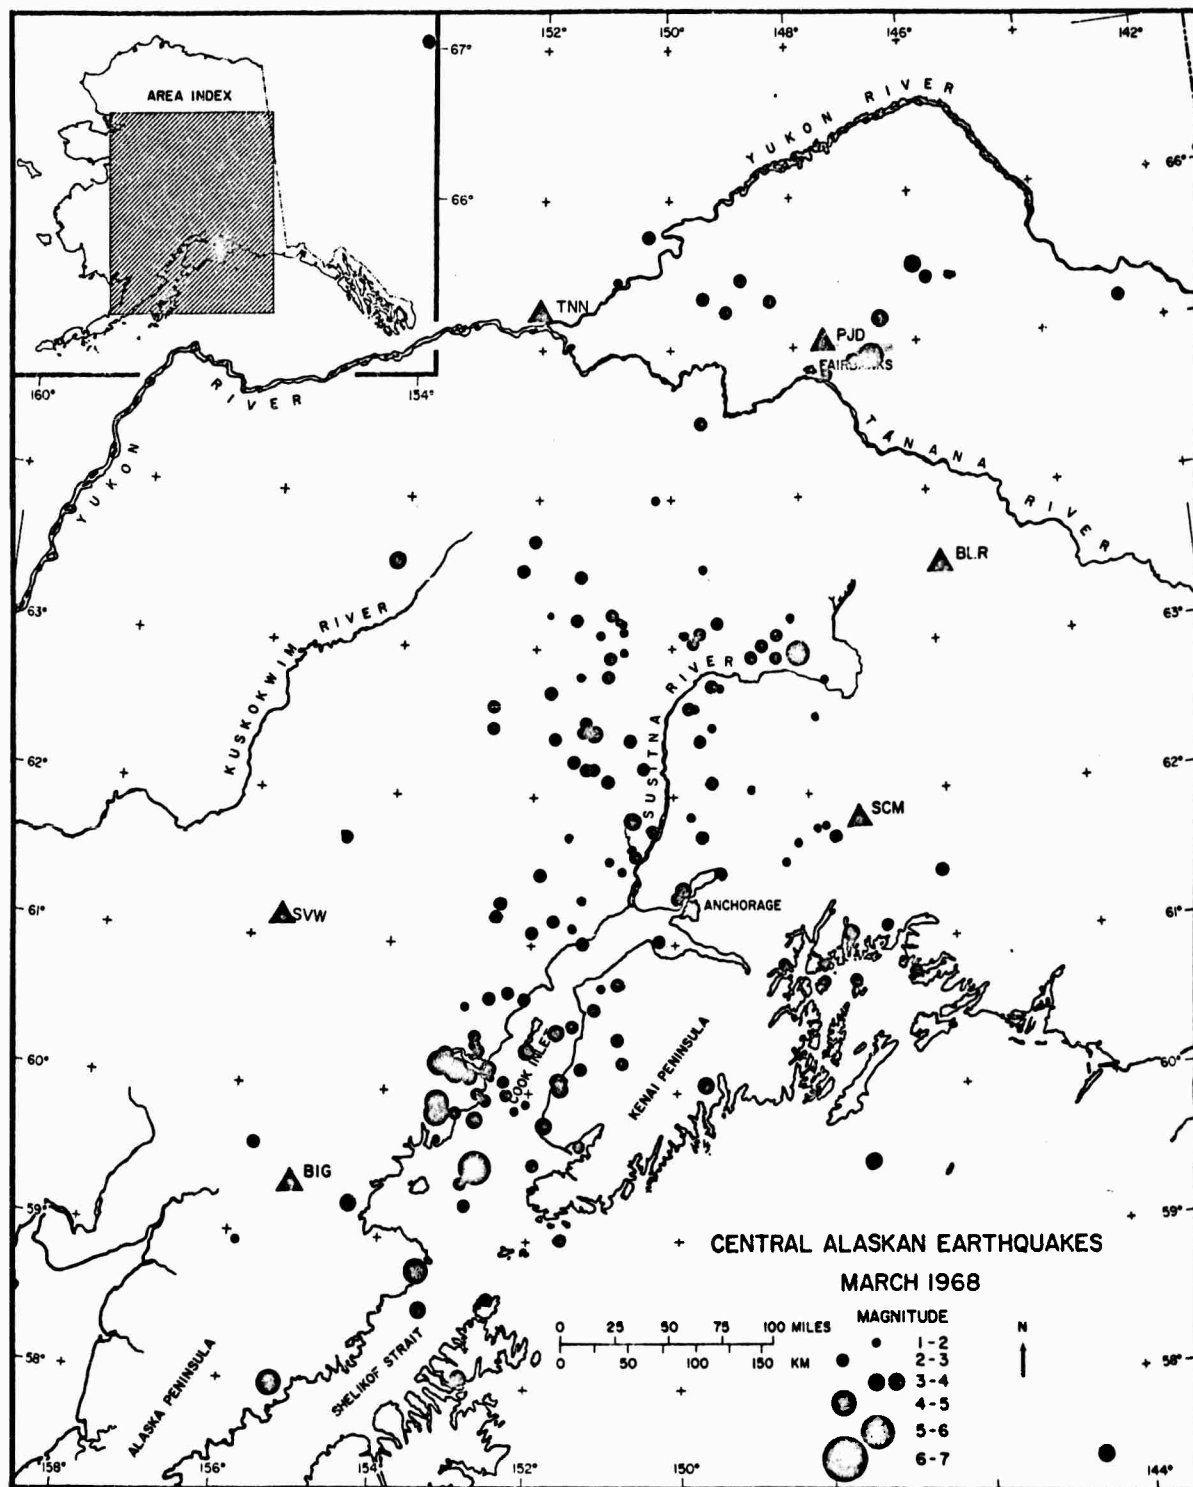 152°
150°
148°
146°
142°
67°
AREA INDEX
YUKON RIVER
66°
66°
TNN
PJD
FAIRBANKS
160°
154°
YUKON RIVER
TANANA RIVER
BLR
63°
63°
KUSKOKWIM RIVER
SUSITNA RIVER
62°
62°
SCM
61°
61°
SVW
ANCHORAGE
60°
60°
COOK INLET
KENAI PENINSULA
BIG
59°
59°
CENTRAL ALASKAN EARTHQUAKES
MARCH 1968
MAGNITUDE
0 25 50 75 100 MILES
0 50 100 150 KM
N
1-2
2-3
3-4
4-5
5-6
6-7
58°
58°
ALASKA PENINSULA
SHELIKOF STRAIT
158°
156°
154°
152°
150°
144°